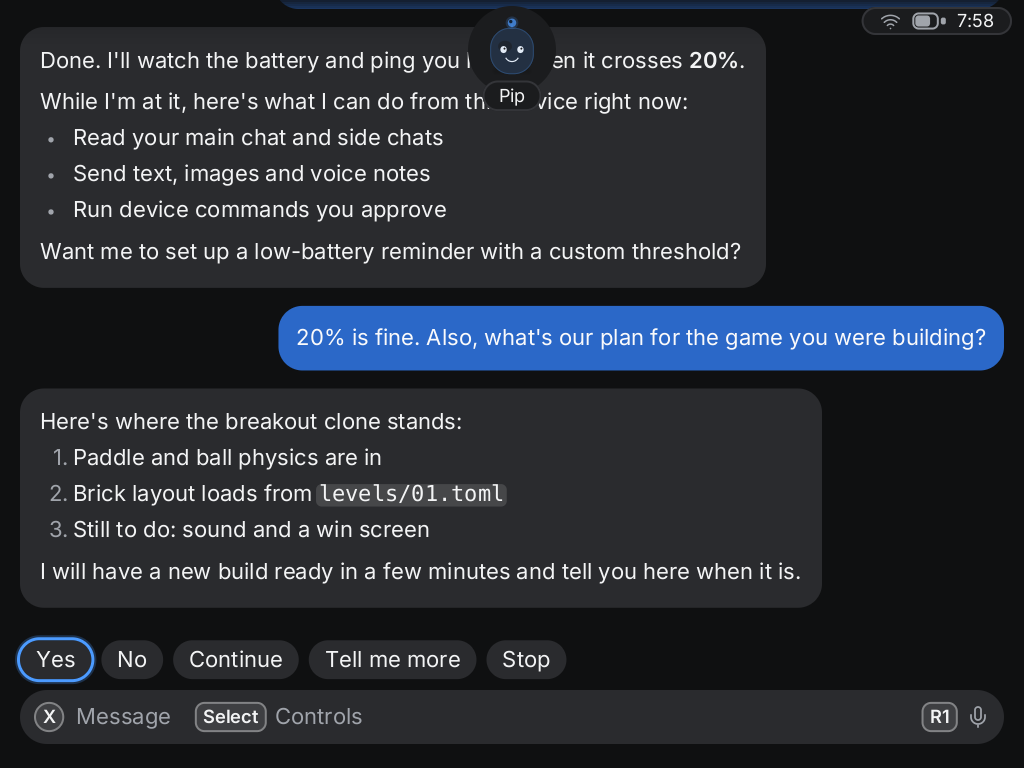 7:58
Done. I'll watch the battery and ping you en it crosses 20%.
Pip
While I'm at it, here's what I can do from vice right now:
• Read your main chat and side chats
• Send text, images and voice notes
• Run device commands you approve
Want me to set up a low-battery reminder with a custom threshold?
20% is fine. Also, what's our plan for the game you were building?
Here's where the breakout clone stands:
1. Paddle and ball physics are in
2. Brick layout loads from levels/01.toml
3. Still to do: sound and a win screen
I will have a new build ready in a few minutes and tell you here when it is.
Yes No Continue Tell me more Stop
X Message Select Controls R1